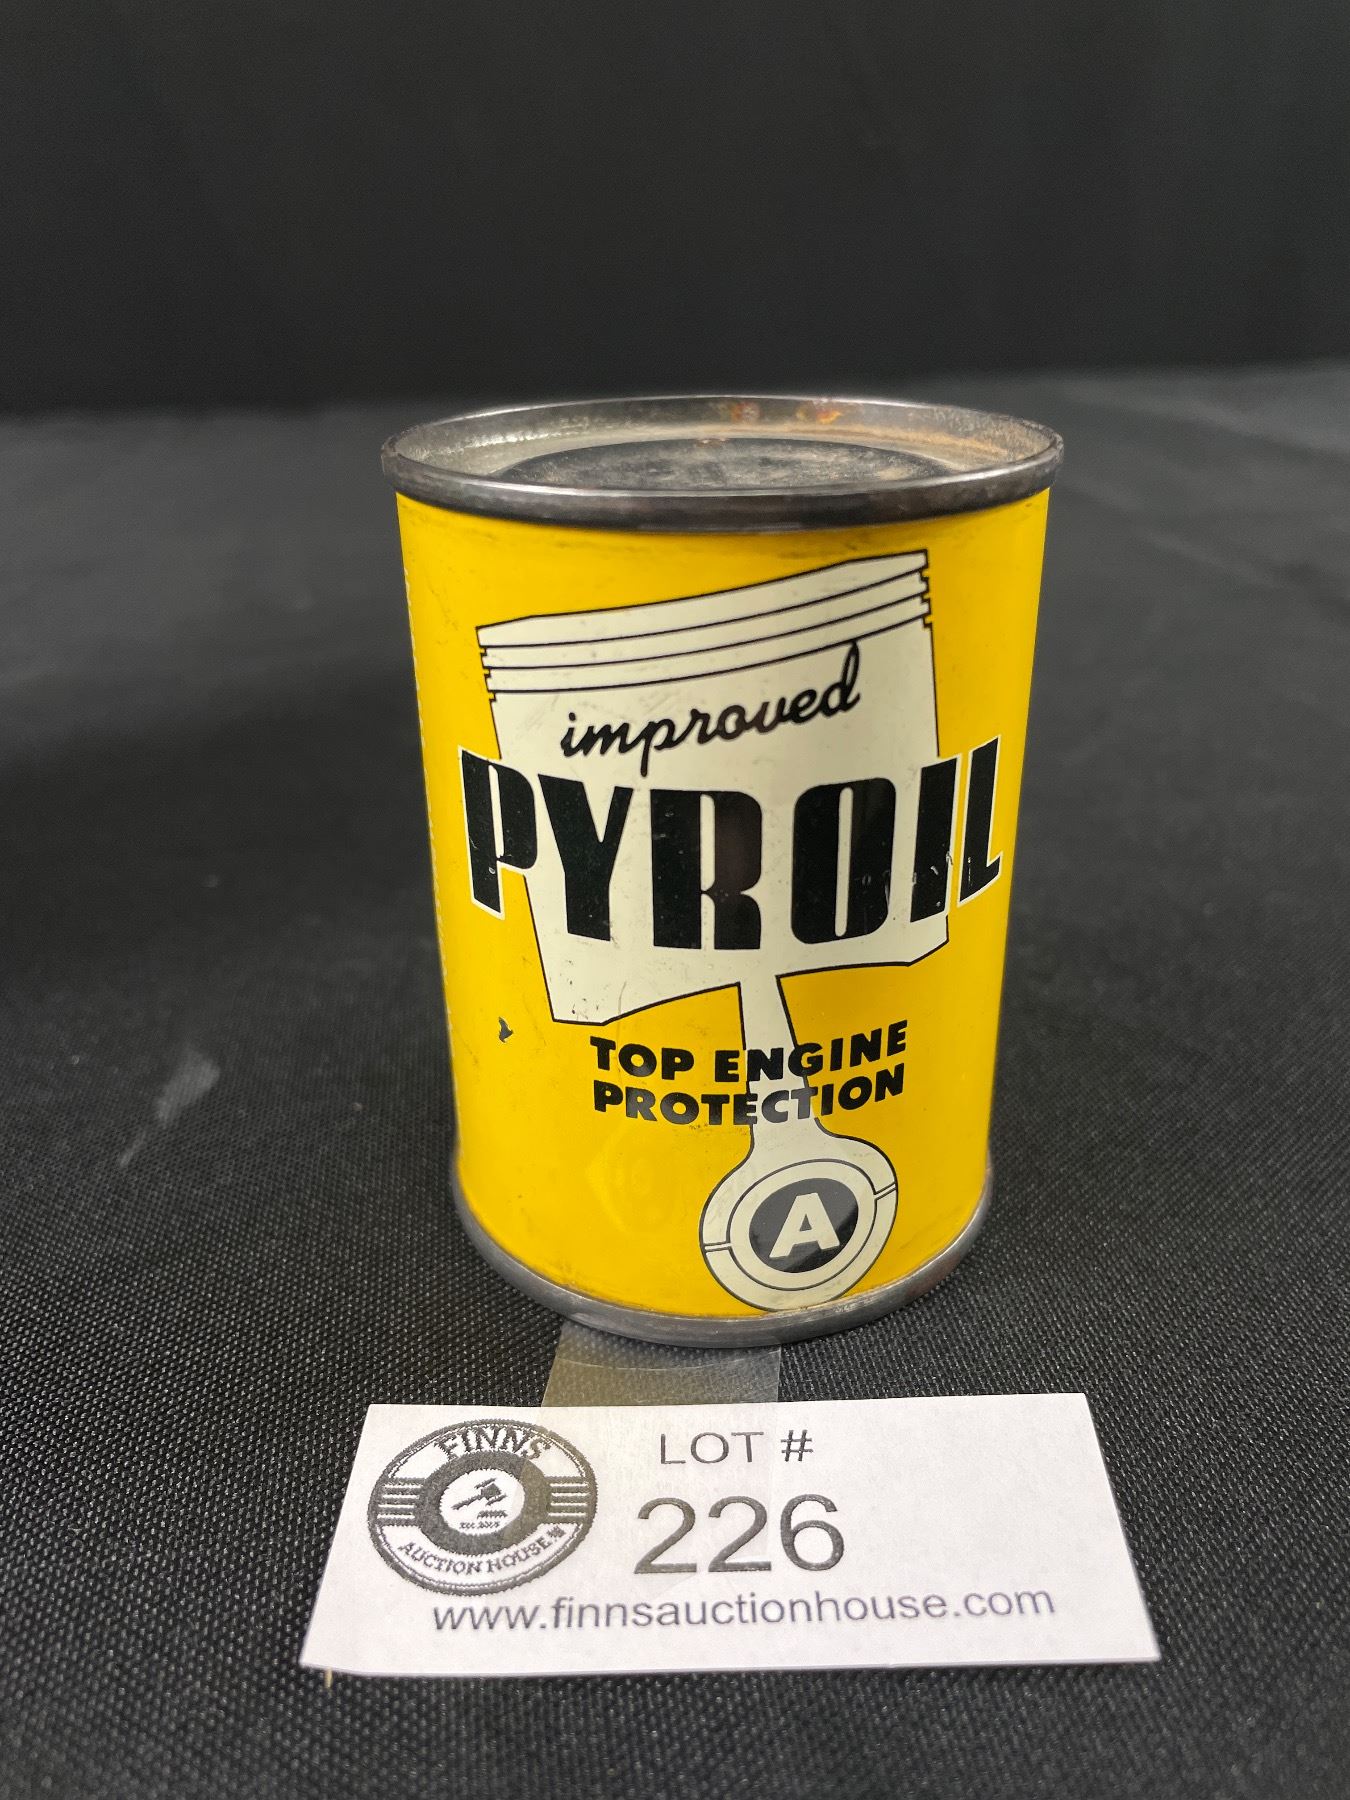 improved
PYROIL
TOP ENGINE
PROTECTION
A
FINNS
AUCTION HOUSE
LOT #
226
www.finnsauctionhouse.com